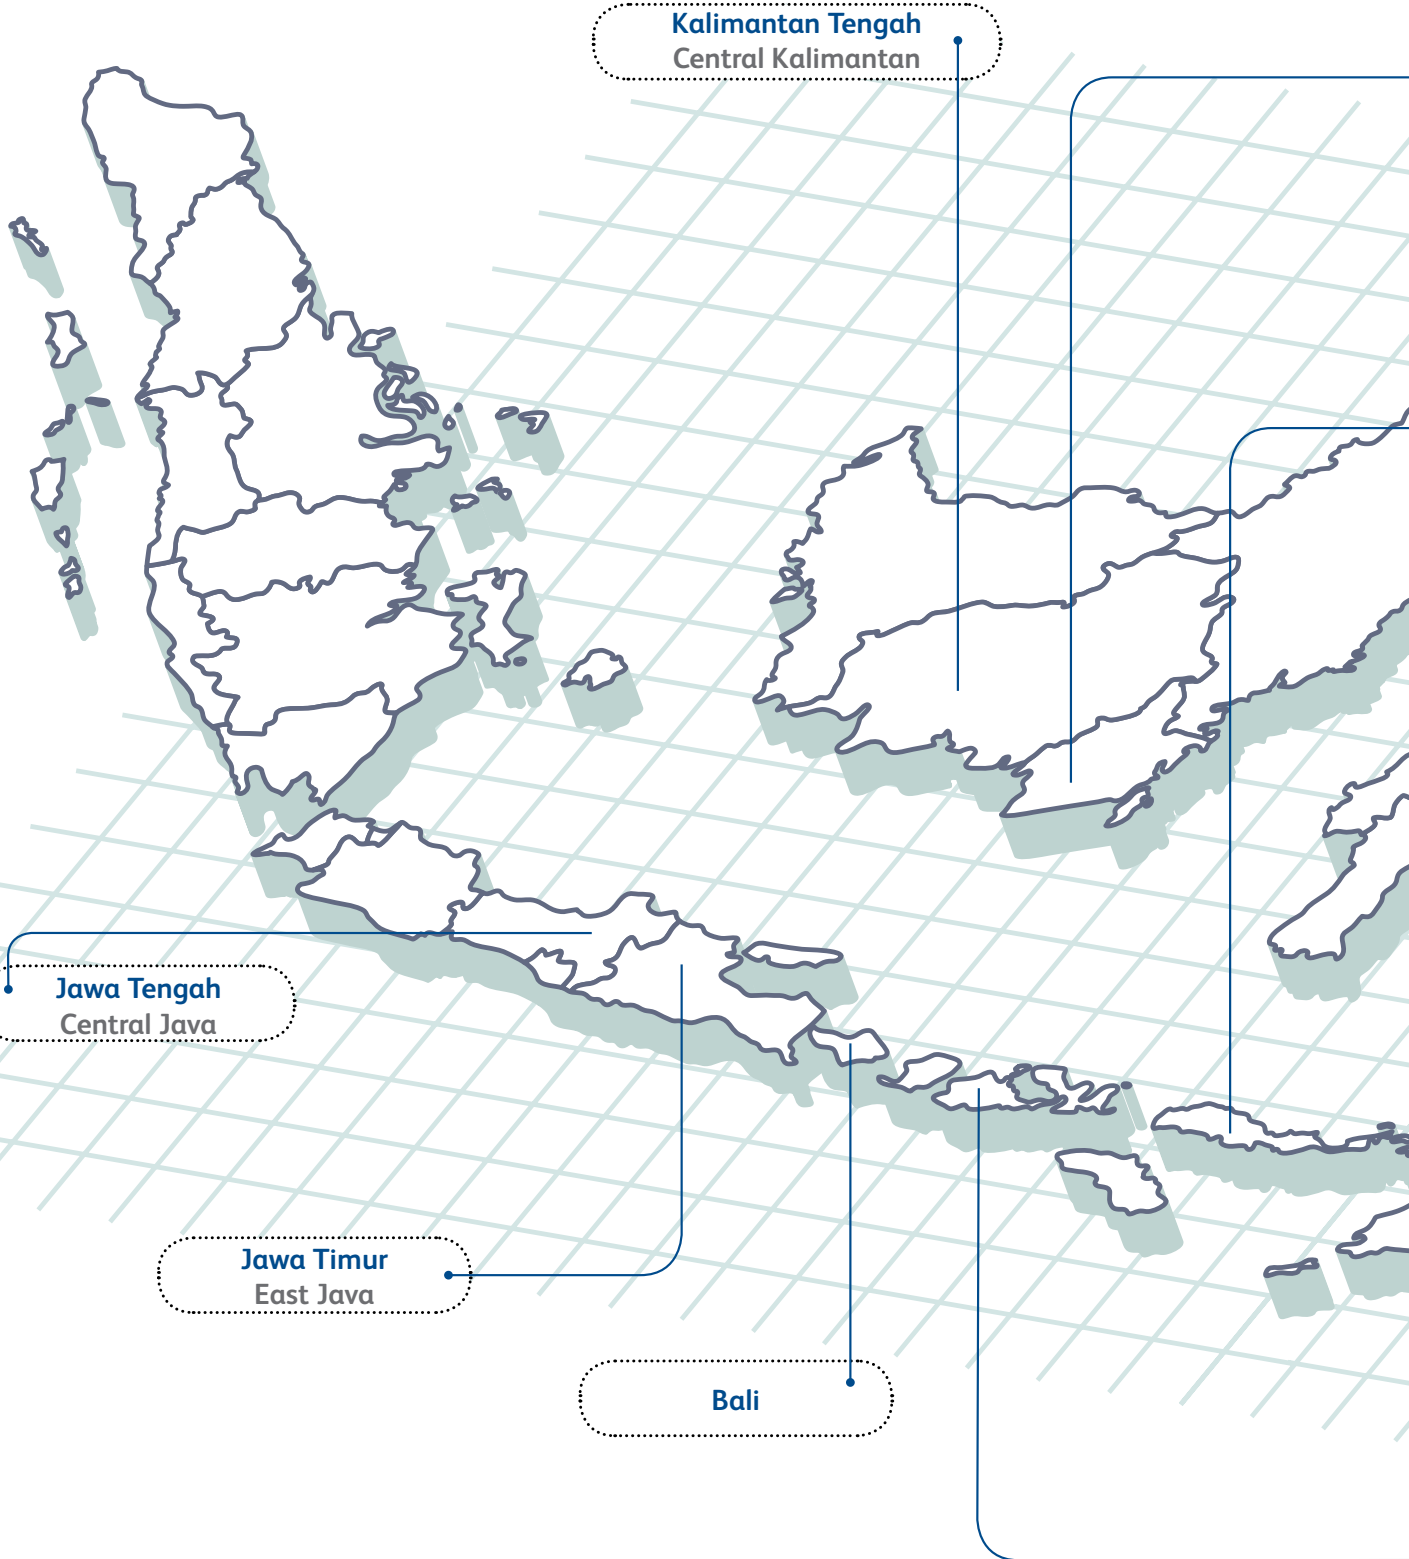 Kalimantan Tengah
Central Kalimantan
Jawa Tengah
Central Java
Jawa Timur
East Java
Bali